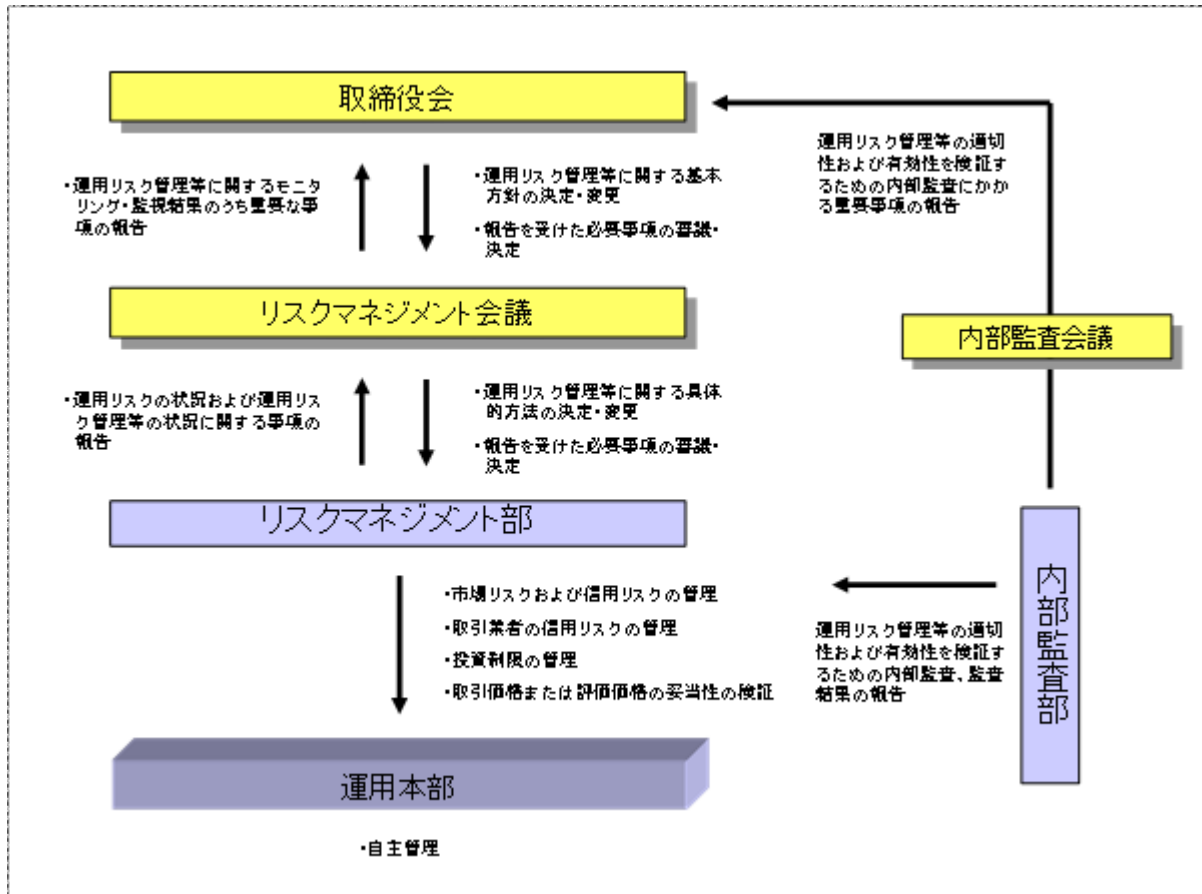 取締役会
・運用リスク管理等に関するモニタ
リング・監視結果のうち重要な事
項の報告
・運用リスク管理等に関する基本
方針の決定・変更
・報告を受けた必要事項の審議・
決定
運用リスク管理等の適切
性および有効性を検証す
るための内部監査にかか
る重要事項の報告
リスクマネジメント会議
内部監査会議
・運用リスクの状況および運用リス
ク管理等の状況に関する事項の
報告
・運用リスク管理等に関する具体
的方法の決定・変更
・報告を受けた必要事項の審議・
決定
リスクマネジメント部
・市場リスクおよび信用リスクの管理
・取引業者の信用リスクの管理
・投資制限の管理
・取引価格または評価価格の妥当性の検証
運用リスク管理等の適切
性および有効性を検証す
るための内部監査、監査
結果の報告
内部監査部
運用本部
・自主管理